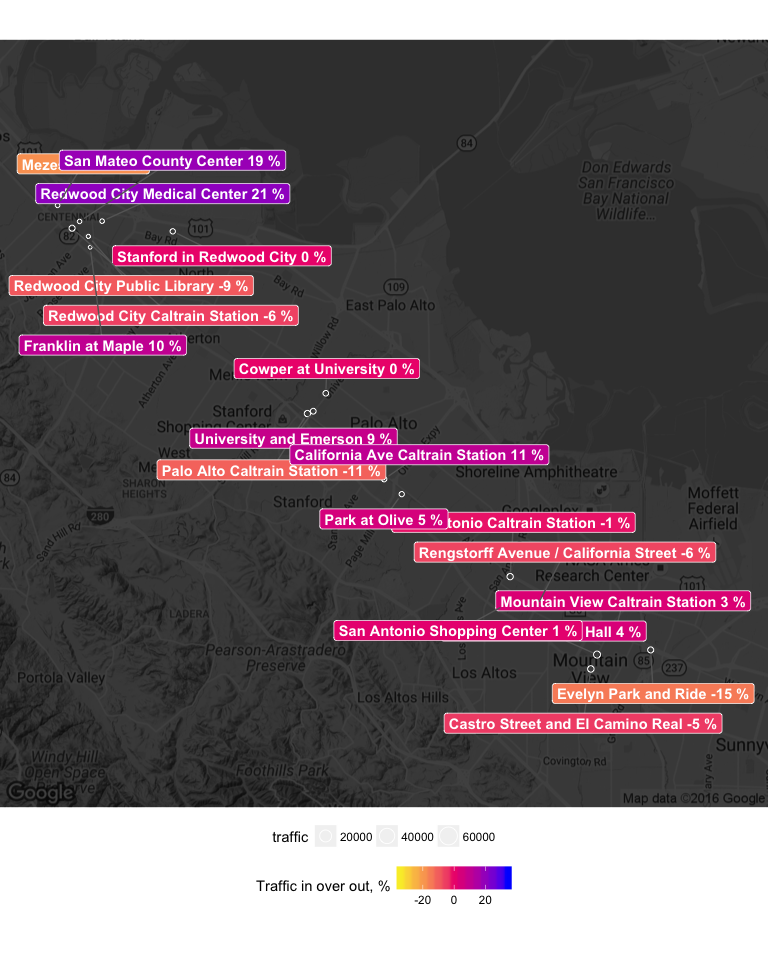 84
Don Edwards
San Francisco
Bay National
Wildlife...
101
Meze
San Mateo County Center 19 %
Redwood City Medical Center 21 %
CENTENNIAL
82
Bay Rd
101
Stanford in Redwood City 0 %
North
Redwood City Public Library -9 %
Bay Rd
109
East Palo Alto
Redwood City Caltrain Station -6 %
Willow Rd
Franklin at Maple 10 %
Atherton Ave
Cowper at University 0 %
Stanford
Shopping Center
Palo Alto
University and Emerson 9 %
California Ave Caltrain Station 11 %
West
Palo Alto Caltrain Station -11 %
Shoreline Amphitheatre
84
SHARON
HEIGHTS
Moffett
Federal
Airfield
Stanford
280
Sand Hill Rd
Park at Olive 5 %
tonio Caltrain Station -1 %
Rengstorff Avenue / California Street -6 %
Research Center
101
Mountain View Caltrain Station 3 %
LADERA
San Antonio Shopping Center 1 %
Hall 4 %
Pearson-Arastradero
Preserve
Mountain
View
85
237
Portola Valley
Los Altos
Los Altos Hills
Evelyn Park and Ride -15 %
Castro Street and El Camino Real -5 %
Sunnyv
Windy Hill
Open Space
Foothills Park
Covington Rd
Google
Map data ©2016 Google
traffic 20000 40000 60000
Traffic in over out, %
-20 0 20